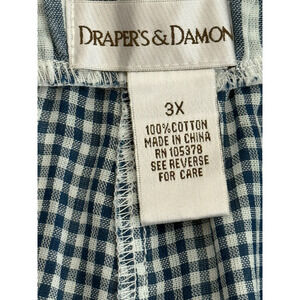 DRAPER'S & DAMON
3X
100% COTTON
MADE IN CHINA
RN 105378
SEE REVERSE
FOR CARE